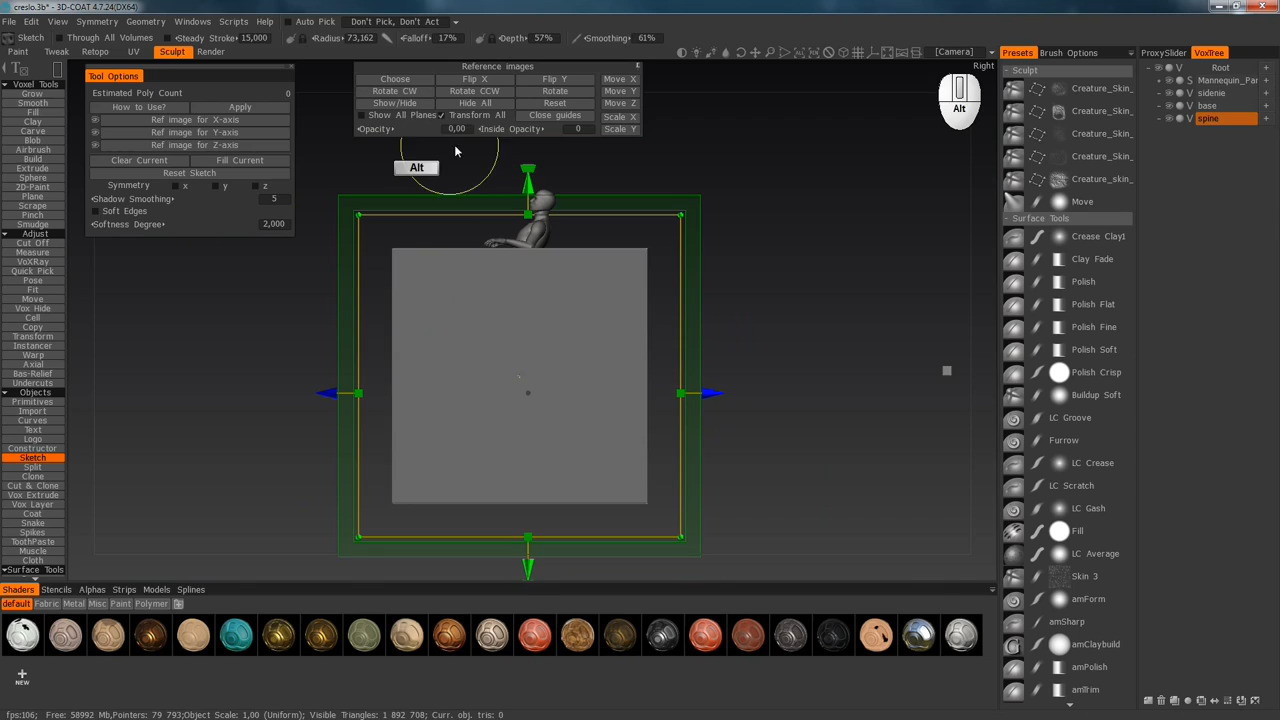 creslo.3b* - 3D-COAT 4.7.24(DX64)
File Edit View Symmetry Geometry Windows Scripts Help Auto Pick Don't Pick, Don't Act
Sketch Through All Volumes Steady Stroke 15,000 Radius 73,162 Falloff 17% Depth 57% Smoothing 61% [Camera]
Paint Tweak Retopo UV Sculpt Render
Right
Alt
Alt
Voxel Tools
Grow
Smooth
Fill
Clay
Carve
Blob
Airbrush
Build
Extrude
Sphere
2D-Paint
Plane
Scrape
Pinch
Smudge
Adjust
Cut Off
Measure
VoXRay
Quick Pick
Pose
Fit
Move
Vox Hide
Cell
Copy
Transform
Instancer
Warp
Axial
Bas-Relief
Undercuts
Objects
Primitives
Import
Curves
Text
Logo
Constructor
Sketch
Split
Clone
Cut & Clone
Vox Extrude
Vox Layer
Coat
Snake
Spikes
ToothPaste
Muscle
Cloth
Surface Tools
Tool Options
Estimated Poly Count 0
How to Use? Apply
Ref image for X-axis
Ref image for Y-axis
Ref image for Z-axis
Clear Current Fill Current
Reset Sketch
Symmetry x y z
Shadow Smoothing 5
Soft Edges
Softness Degree 2,000
Reference images
Choose Flip X Flip Y Move X
Rotate CW Rotate CCW Rotate Move Y
Show/Hide Hide All Reset Move Z
Show All Planes Transform All Close guides Scale X
Opacity 0,00 Inside Opacity 0 Scale Y
Presets Brush Options
Sculpt
Creature_Skin_
Creature_Skin_
Creature_Skin_
Creature_Skin_
Creature_skin_
Move
Surface Tools
Crease Clay1
Clay Fade
Polish
Polish Flat
Polish Fine
Polish Soft
Polish Crisp
Buildup Soft
LC Groove
Furrow
LC Crease
LC Scratch
LC Gash
Fill
LC Average
Skin 3
amForm
amSharp
amClaybuild
amPolish
amTrim
ProxySlider VoxTree
Root
S Mannequin_Par
V sidenie
V base
V spine
Shaders Stencils Alphas Strips Models Splines
default Fabric Metal Misc Paint Polymer
NEW
fps:106; Free: 58992 Mb,Pointers: 79 793;Object Scale: 1,00 (Uniform); Visible Triangles: 1 892 708; Curr. obj. tris: 0